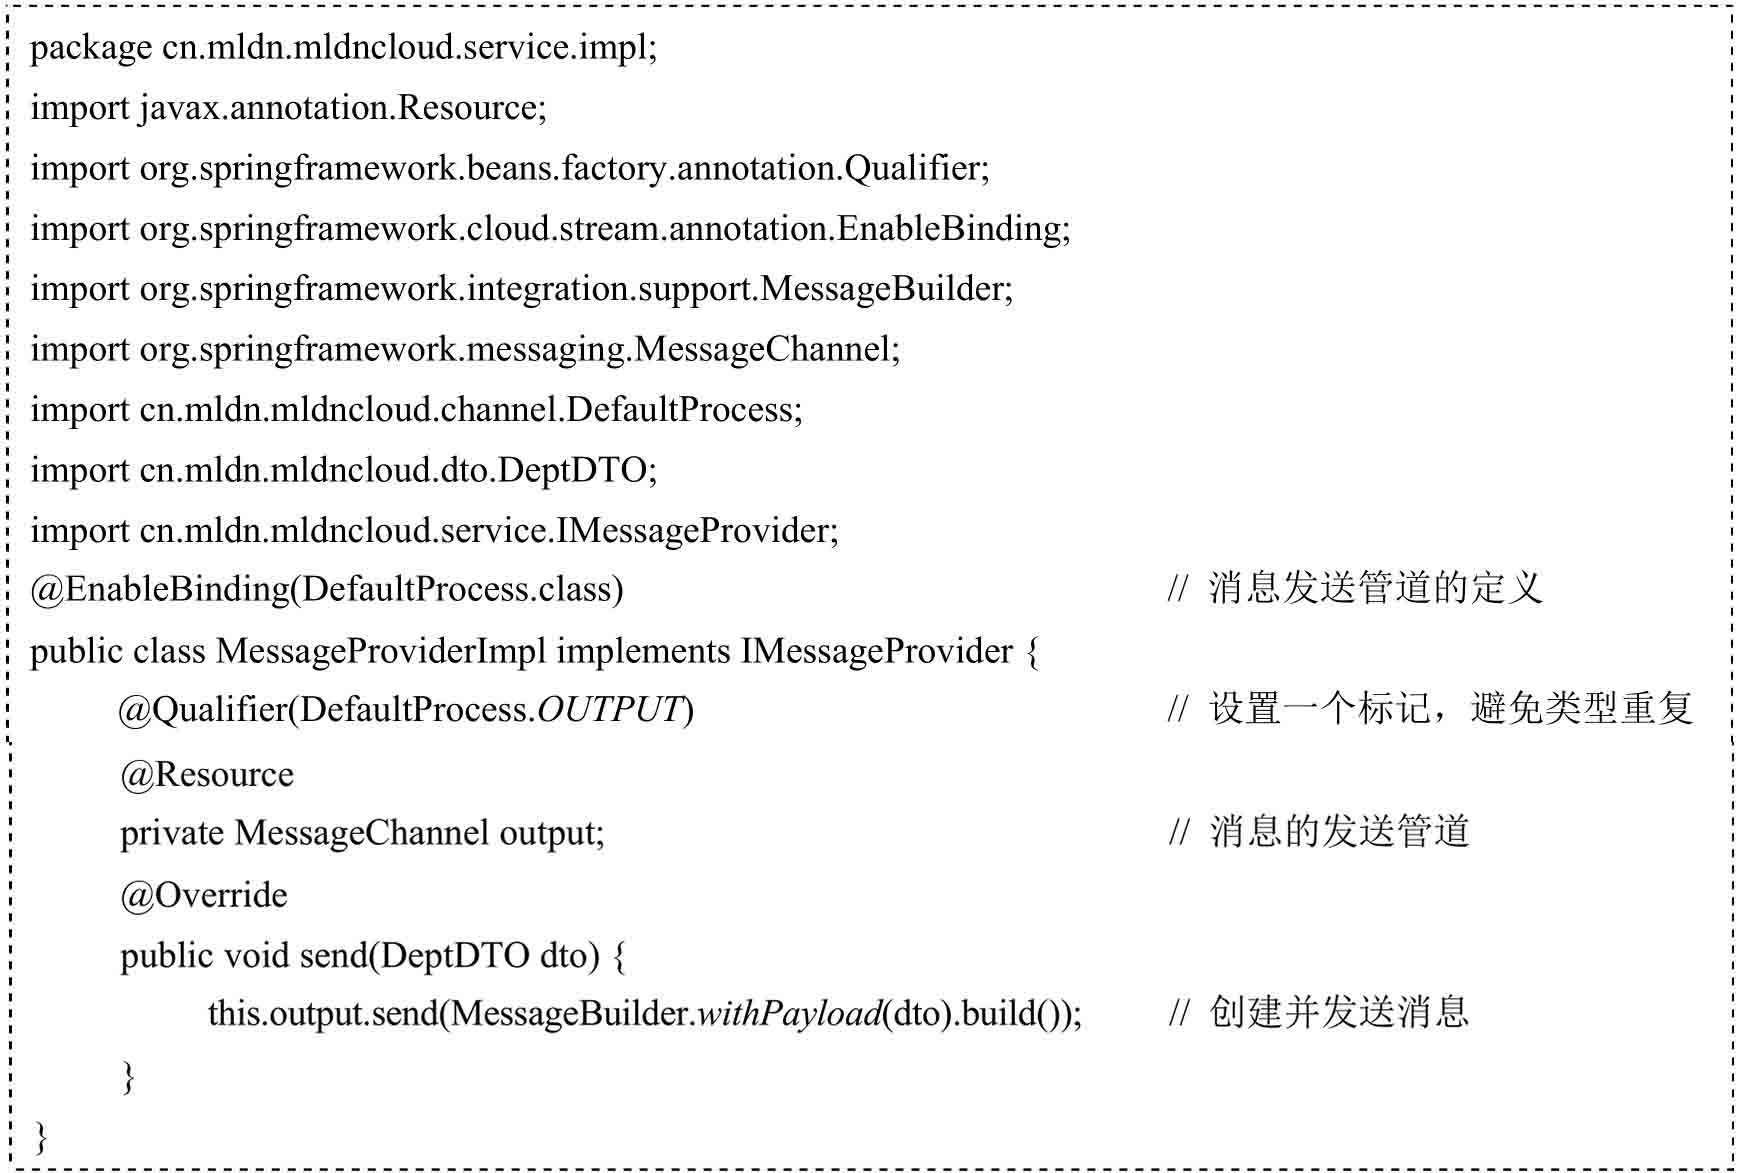 package cn.mldn.mldncloud.service.impl;
import javax.annotation.Resource;
import org.springframework.beans.factory.annotation.Qualifier;
import org.springframework.cloud.stream.annotation.EnableBinding;
import org.springframework.integration.support.MessageBuilder;
import org.springframework.messaging.MessageChannel;
import cn.mldn.mldncloud.channel.DefaultProcess;
import cn.mldn.mldncloud.dto.DeptDTO;
import cn.mldn.mldncloud.service.IMessageProvider;
@EnableBinding(DefaultProcess.class) // 消息发送管道的定义
public class MessageProviderImpl implements IMessageProvider {
@Qualifier(DefaultProcess.OUTPUT) // 设置一个标记，避免类型重复
@Resource
private MessageChannel output; // 消息的发送管道
@Override
public void send(DeptDTO dto) {
this.output.send(MessageBuilder.withPayload(dto).build()); // 创建并发送消息
}
}